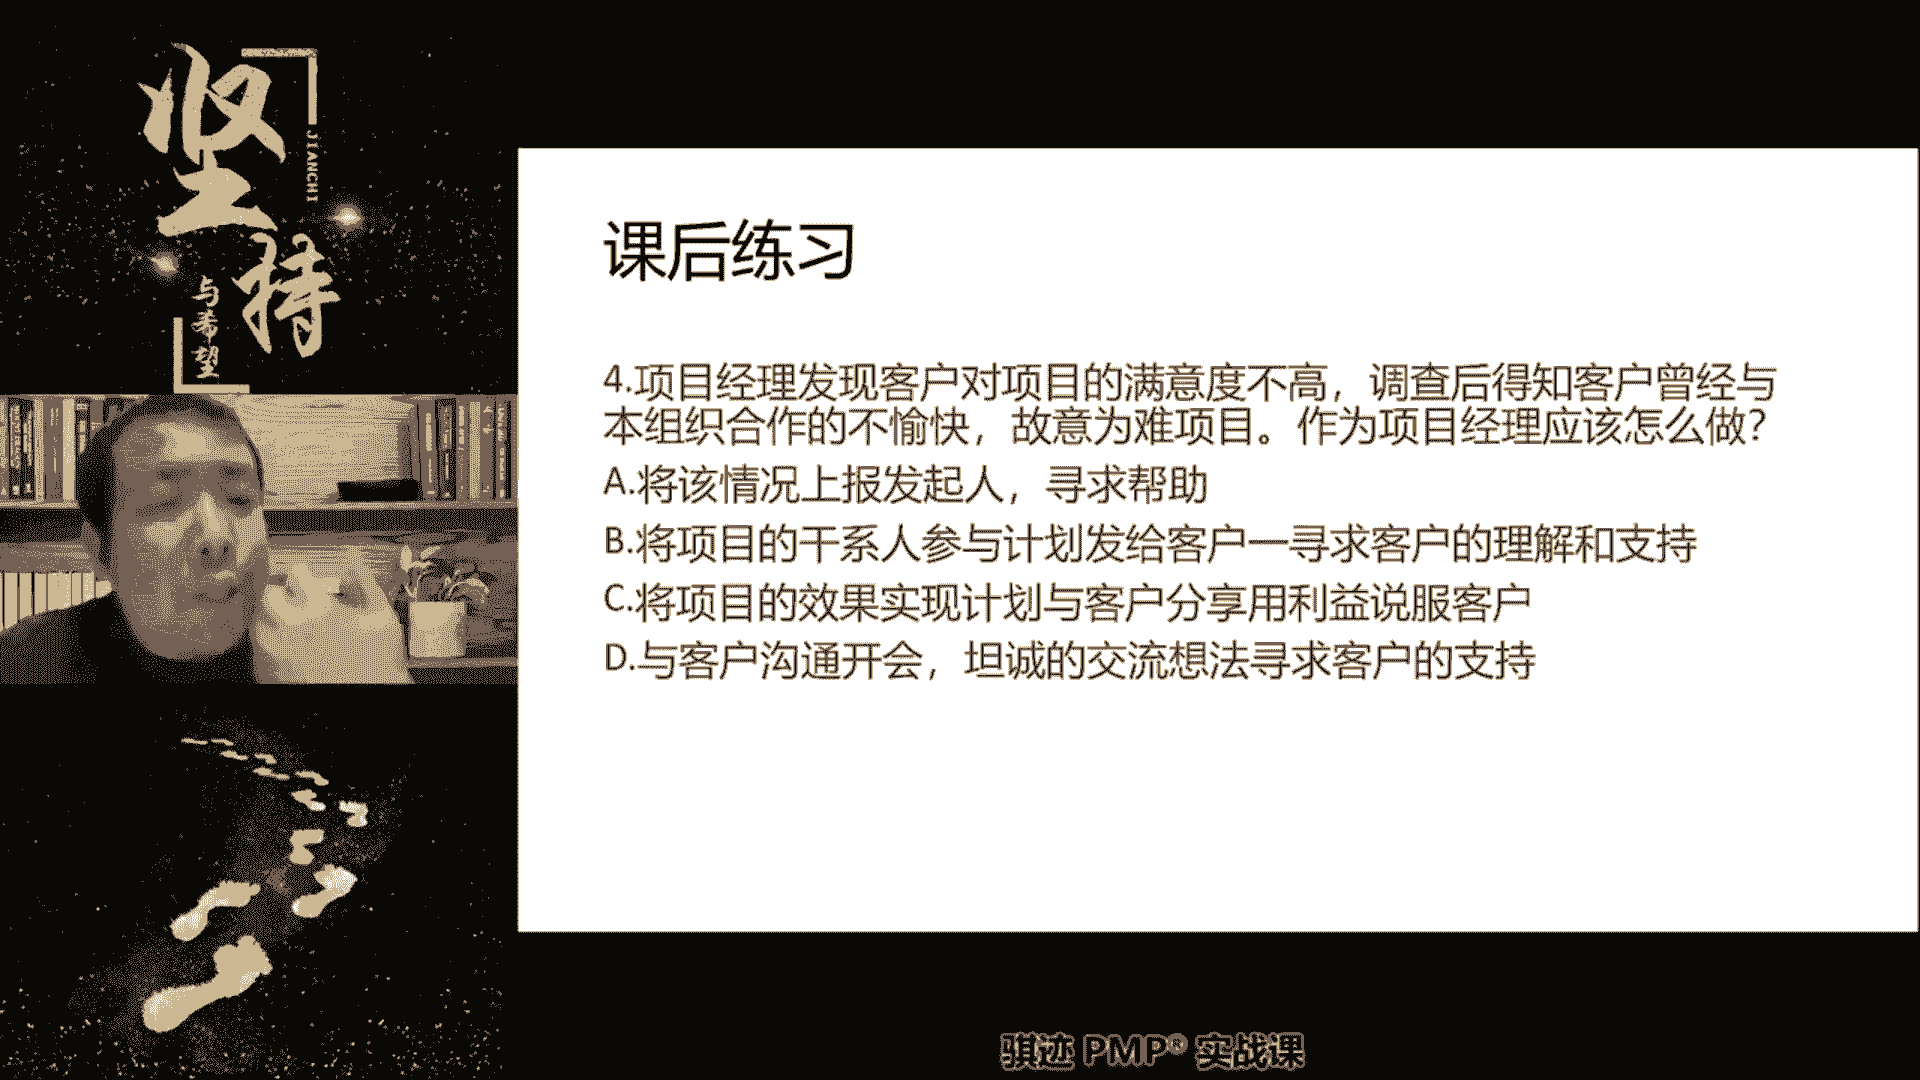 坚持
JIANCHI
与希望
课后练习
4.项目经理发现客户对项目的满意度不高，调查后得知客户曾经与
本组织合作的不愉快，故意为难项目。作为项目经理应该怎么做？
A.将该情况上报发起人，寻求帮助
B.将项目的干系人参与计划发给客户一寻求客户的理解和支持
C.将项目的效果实现计划与客户分享用利益说服客户
D.与客户沟通开会，坦诚的交流想法寻求客户的支持
骐迹 PMP® 实战课